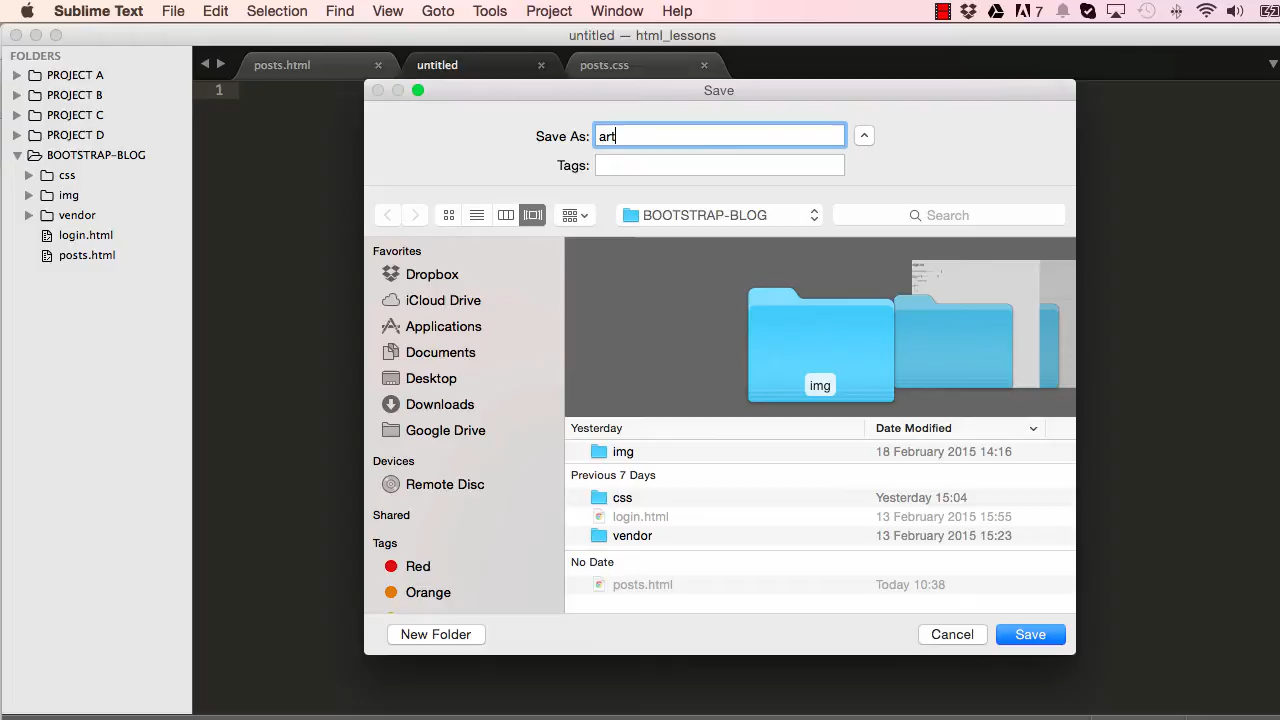 Sublime Text File Edit Selection Find View Goto Tools Project Window Help 7
untitled — html_lessons
FOLDERS
PROJECT A
PROJECT B
PROJECT C
PROJECT D
BOOTSTRAP-BLOG
css
img
vendor
login.html
posts.html
posts.html × untitled × posts.css ×
1
Save
Save As: art
Tags:
BOOTSTRAP-BLOG Search
Favorites
Dropbox
iCloud Drive
Applications
Documents
Desktop
Downloads
Google Drive
Devices
Remote Disc
Shared
Tags
Red
Orange
img
Yesterday Date Modified
img 18 February 2015 14:16
Previous 7 Days
css Yesterday 15:04
login.html 13 February 2015 15:55
vendor 13 February 2015 15:23
No Date
posts.html Today 10:38
New Folder Cancel Save